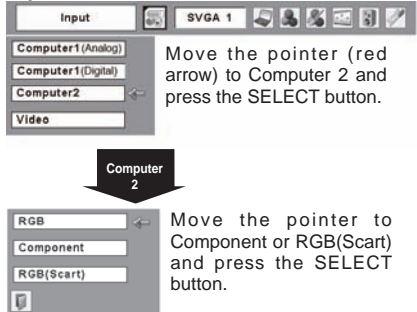 Input SVGA 1
Computer1(Analog)
Computer1(Digital)
Computer2
Video
Move the pointer (red
arrow) to Computer 2 and
press the SELECT button.
Computer
2
RGB
Component
RGB(Scart)
Move the pointer to
Component or RGB(Scart)
and press the SELECT
button.